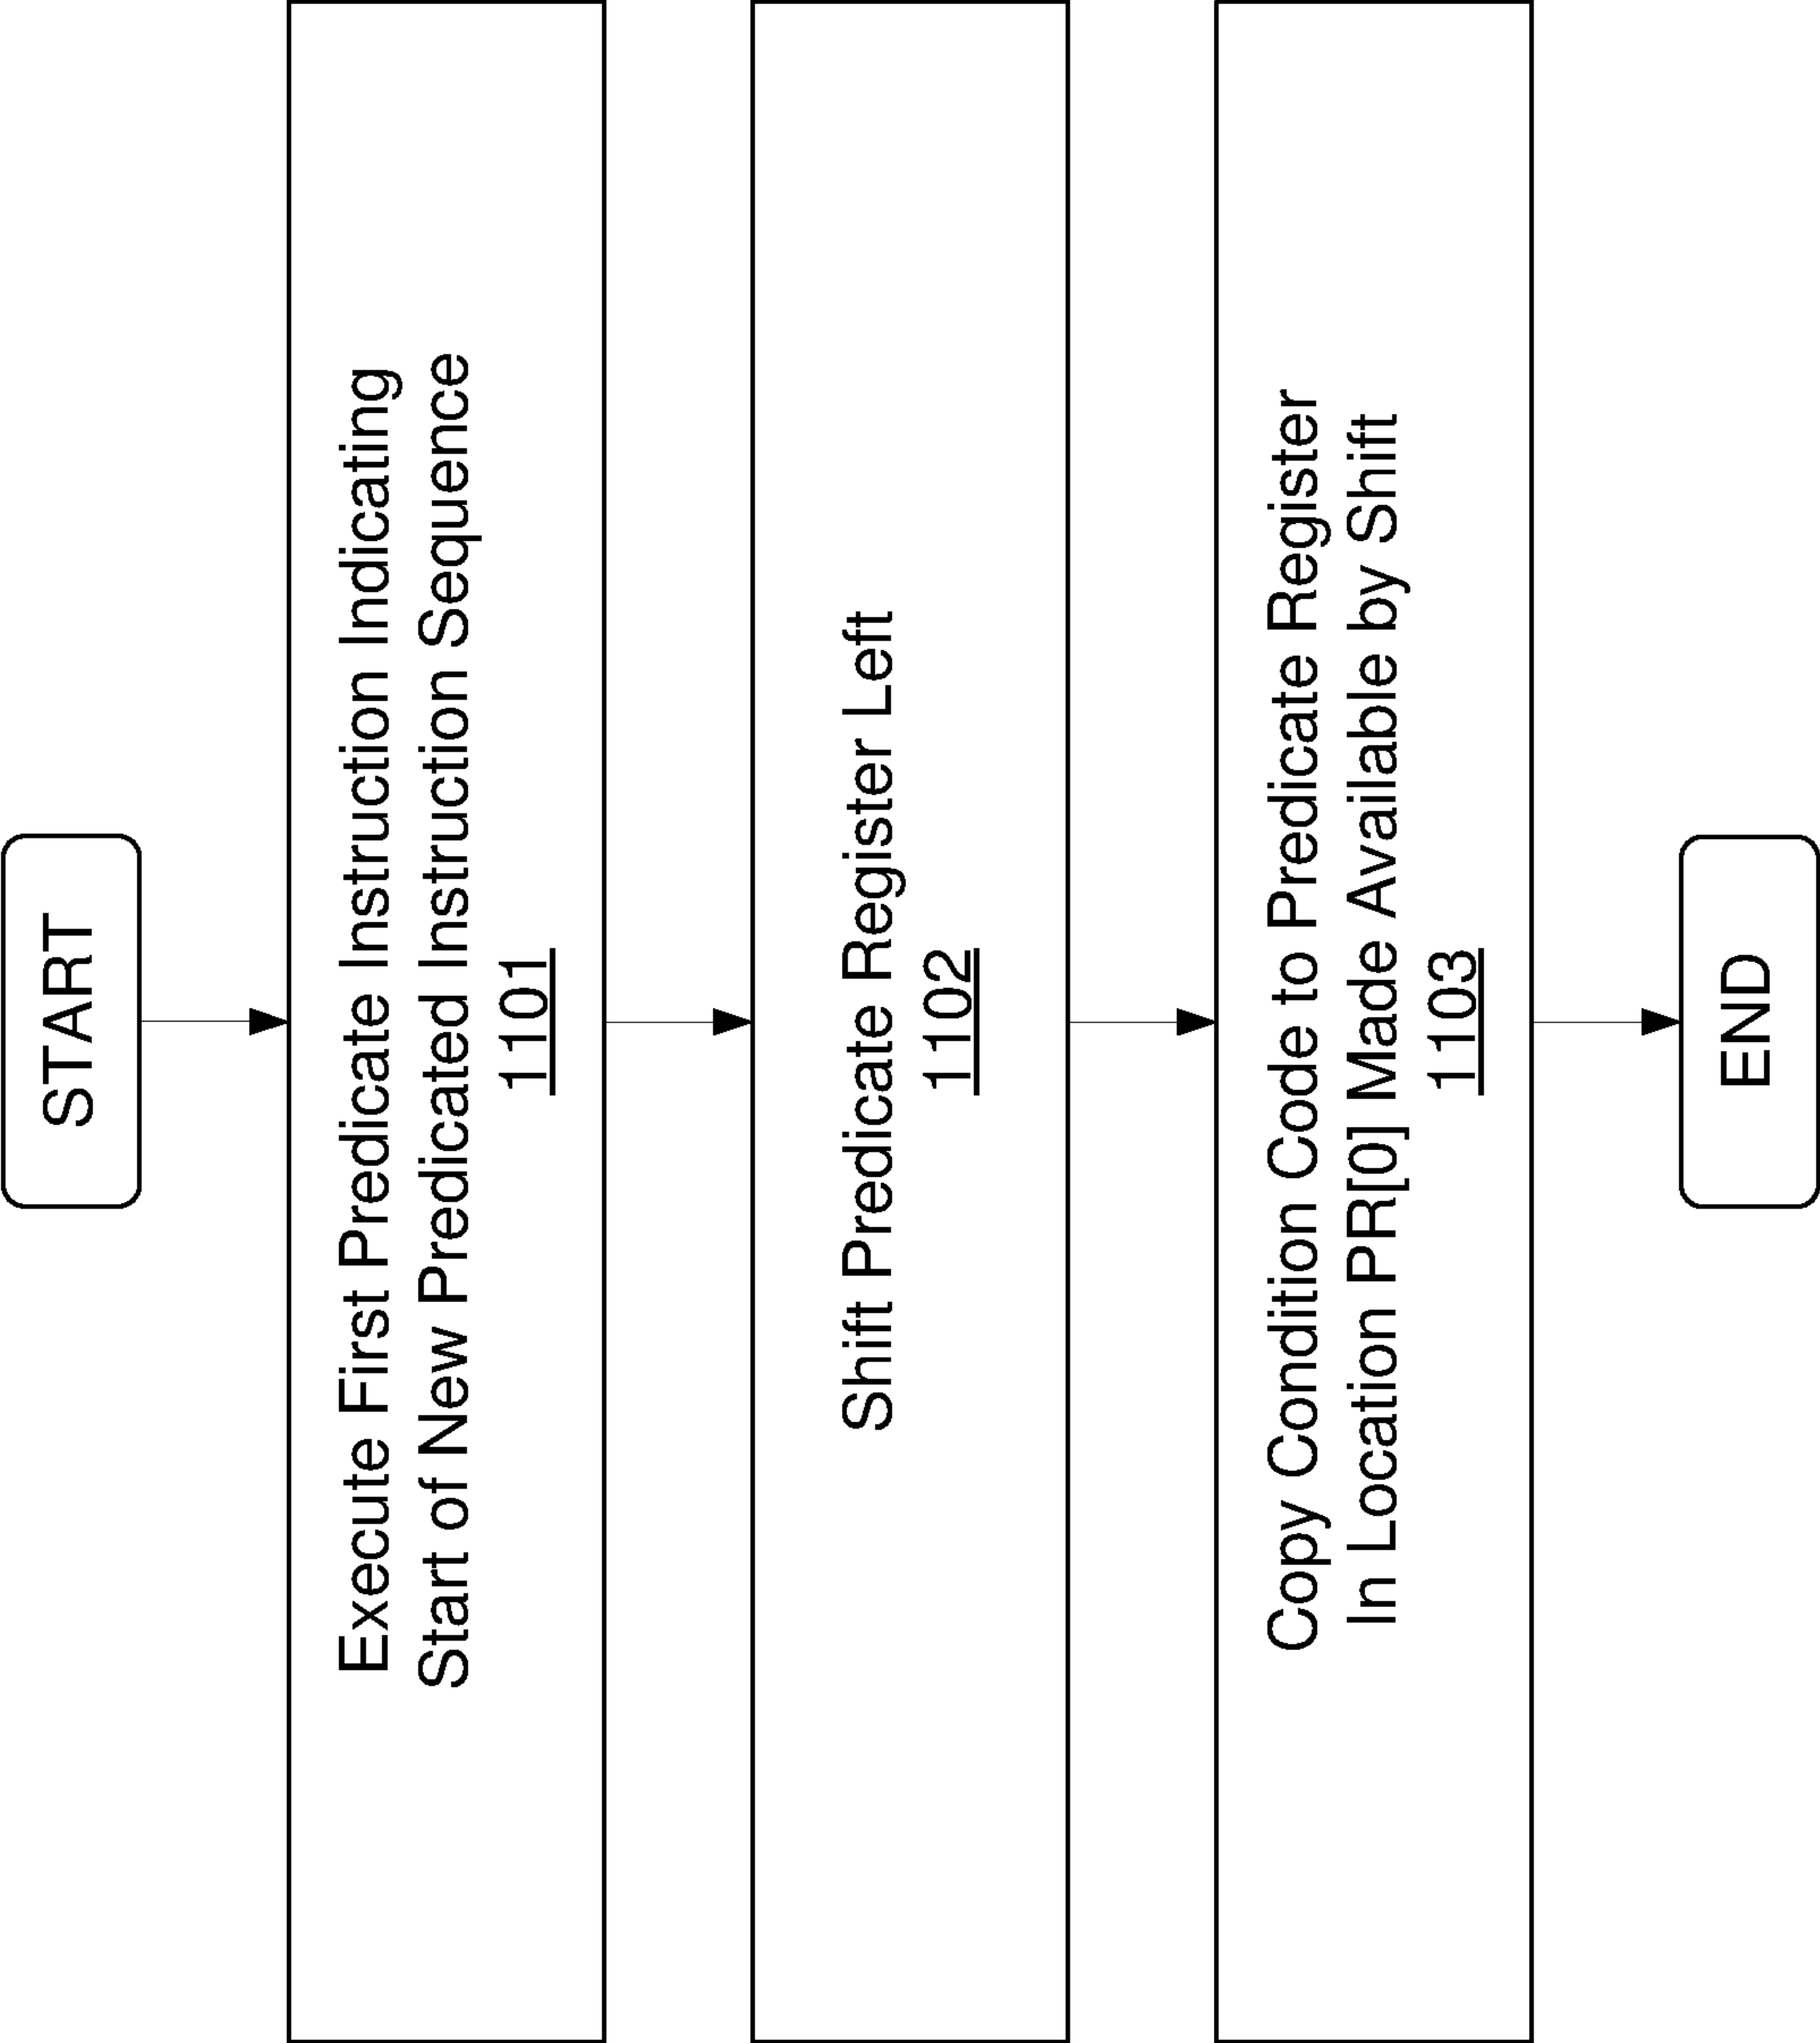 START
Execute First Predicate Instruction Indicating
Start of New Predicated Instruction Sequence
1101
Shift Predicate Register Left
1102
Copy Condition Code to Predicate Register
In Location PR[0] Made Available by Shift
1103
END